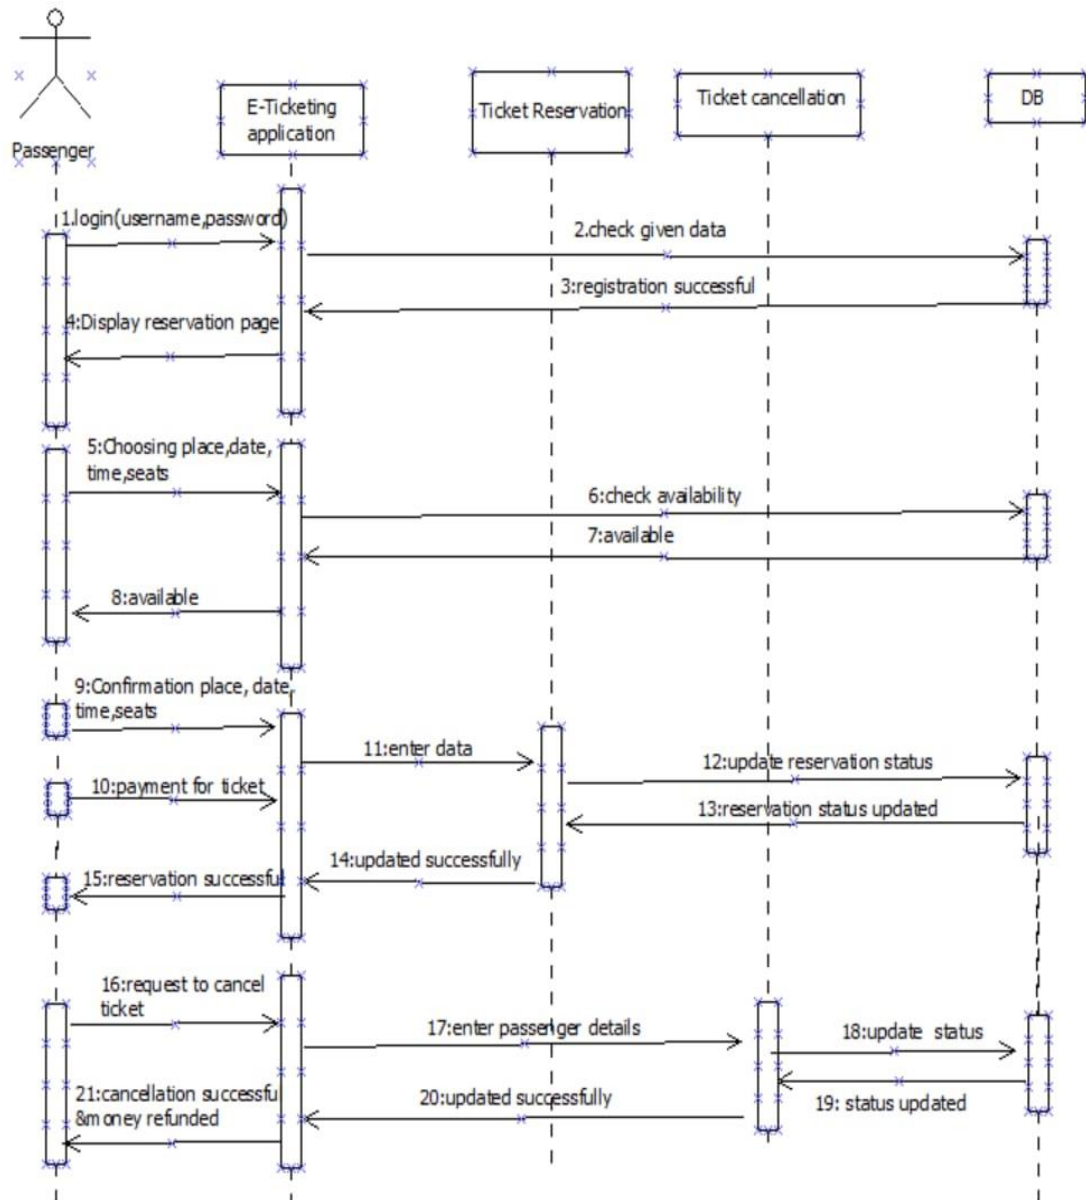 E-Ticketing
application
Ticket Reservation
Ticket cancellation
DB
Passenger
1.login(username,password)
2.check given data
3:registration successful
4:Display reservation page
5:Choosing place,date,
time,seats
6:check availability
7:available
8:available
9:Confirmation place, date,
time,seats
11:enter data
12:update reservation status
10:payment for ticket
13:reservation status updated
14:updated successfully
15:reservation successful
16:request to cancel
ticket
17:enter passenger details
18:update status
21:cancellation successfu
&money refunded
20:updated successfully
19: status updated